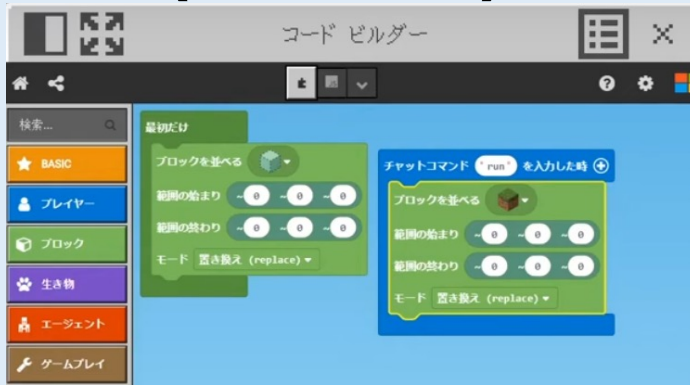 コード ビルダー
検索...
BASIC
プレイヤー
ブロック
生き物
エージェント
ゲームプレイ
最初だけ
ブロックを並べる
範囲の始まり ~0 ~0 ~0
範囲の終わり ~0 ~0 ~0
モード 置き換え (replace)
チャットコマンド "run" を入力した時
ブロックを並べる
範囲の始まり ~0 ~0 ~0
範囲の終わり ~0 ~0 ~0
モード 置き換え (replace)